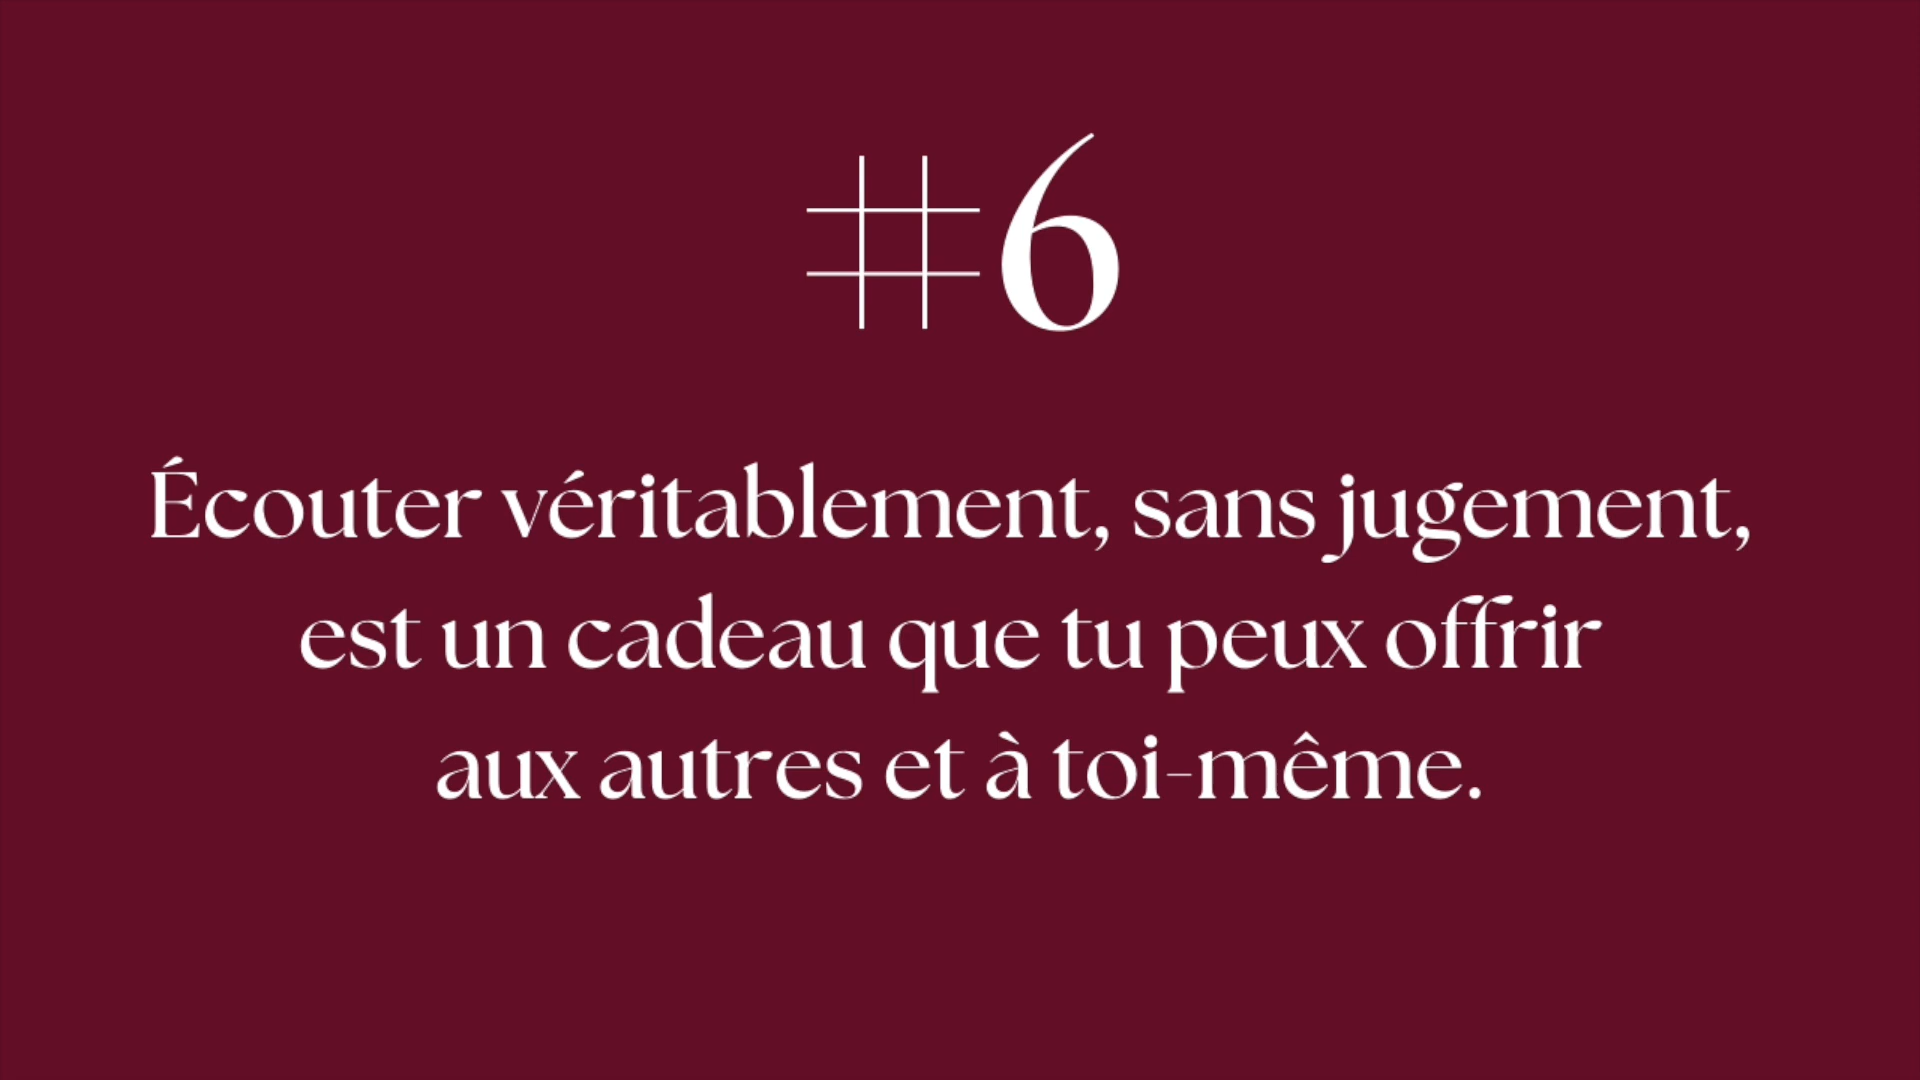 #6
Écouter véritablement, sans jugement,
est un cadeau que tu peux offrir
aux autres et à toi-même.